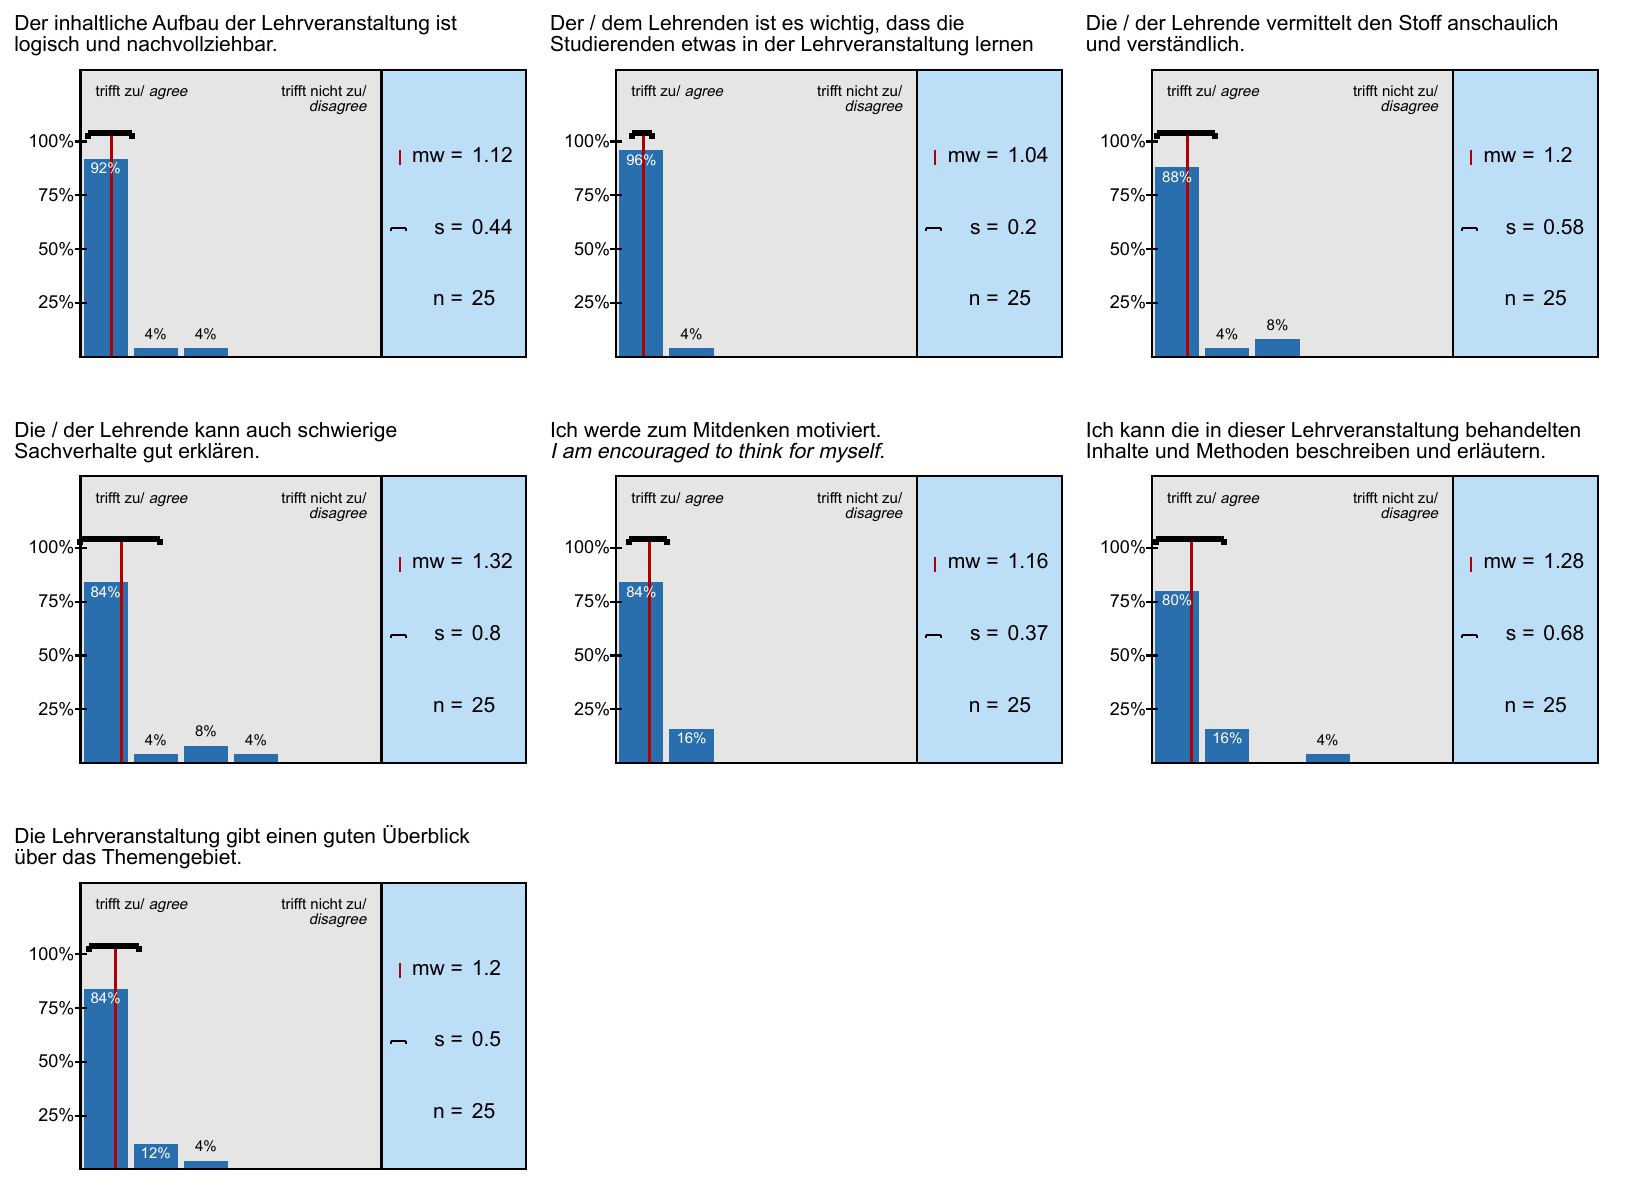 Der inhaltliche Aufbau der Lehrveranstaltung ist
logisch und nachvollziehbar.
trifft zu/ agree
trifft nicht zu/
disagree
100%
75%
50%
25%
92%
4%
4%
mw = 1.12
s = 0.44
n = 25
Der / dem Lehrenden ist es wichtig, dass die
Studierenden etwas in der Lehrveranstaltung lernen
trifft zu/ agree
trifft nicht zu/
disagree
100%
75%
50%
25%
96%
4%
mw = 1.04
s = 0.2
n = 25
Die / der Lehrende vermittelt den Stoff anschaulich
und verständlich.
trifft zu/ agree
trifft nicht zu/
disagree
100%
75%
50%
25%
88%
4%
8%
mw = 1.2
s = 0.58
n = 25
Die / der Lehrende kann auch schwierige
Sachverhalte gut erklären.
trifft zu/ agree
trifft nicht zu/
disagree
100%
75%
50%
25%
84%
4%
8%
4%
mw = 1.32
s = 0.8
n = 25
Ich werde zum Mitdenken motiviert.
I am encouraged to think for myself.
trifft zu/ agree
trifft nicht zu/
disagree
100%
75%
50%
25%
84%
16%
mw = 1.16
s = 0.37
n = 25
Ich kann die in dieser Lehrveranstaltung behandelten
Inhalte und Methoden beschreiben und erläutern.
trifft zu/ agree
trifft nicht zu/
disagree
100%
75%
50%
25%
80%
16%
4%
mw = 1.28
s = 0.68
n = 25
Die Lehrveranstaltung gibt einen guten Überblick
über das Themengebiet.
trifft zu/ agree
trifft nicht zu/
disagree
100%
75%
50%
25%
84%
12%
4%
mw = 1.2
s = 0.5
n = 25